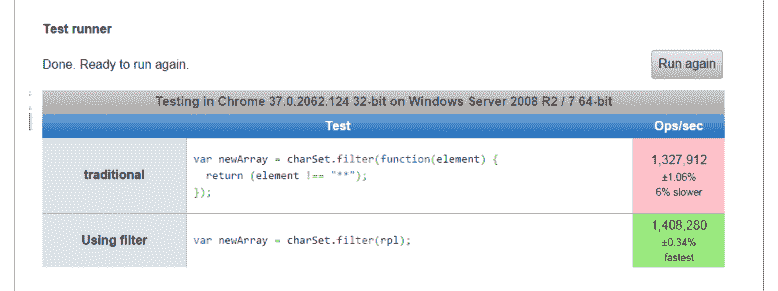 Test runner
Done. Ready to run again.
Run again
Testing in Chrome 37.0.2062.124 32-bit on Windows Server 2008 R2 / 7 64-bit
Test
Ops/sec
traditional
var newArray = charSet.filter(function(element) {
return (element !== "**");
});
1,327,912
±1.06%
6% slower
Using filter
var newArray = charSet.filter(rpl);
1,408,280
±0.34%
fastest